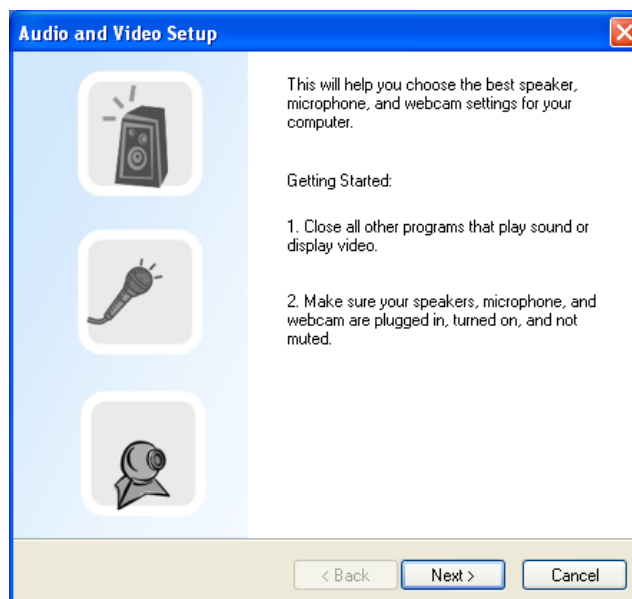 Audio and Video Setup
This will help you choose the best speaker,
microphone, and webcam settings for your
computer.
Getting Started:
1. Close all other programs that play sound or
display video.
2. Make sure your speakers, microphone, and
webcam are plugged in, turned on, and not
muted.
< Back
Next >
Cancel